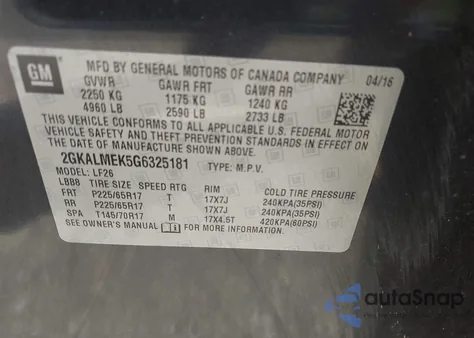 GM
MFD BY GENERAL MOTORS OF CANADA COMPANY 04/16
GVWR GAWR FRT GAWR RR
2250 KG 1175 KG 1240 KG
4960 LB 2590 LB 2733 LB
THIS VEHICLE CONFORMS TO ALL APPLICABLE U.S. FEDERAL MOTOR
VEHICLE SAFETY, BUMPER, AND THEFT PREVENTION STANDARDS IN EFFECT ON THE
DATE OF MANUFACTURE SHOWN ABOVE.
2GKALMEK5G6325181 TYPE: M.P.V.
MODEL: LF26
LBB8 TIRE SIZE SPEED RTG RIM COLD TIRE PRESSURE
FRT P225/65R17 T 17X7J 240KPA(35PSI)
RR P225/65R17 T 17X7J 240KPA(35PSI)
SPA T145/70R17 M 17X4.5T 420KPA(60PSI)
SEE OWNER'S MANUAL FOR MORE INFORMATION
autoSnap